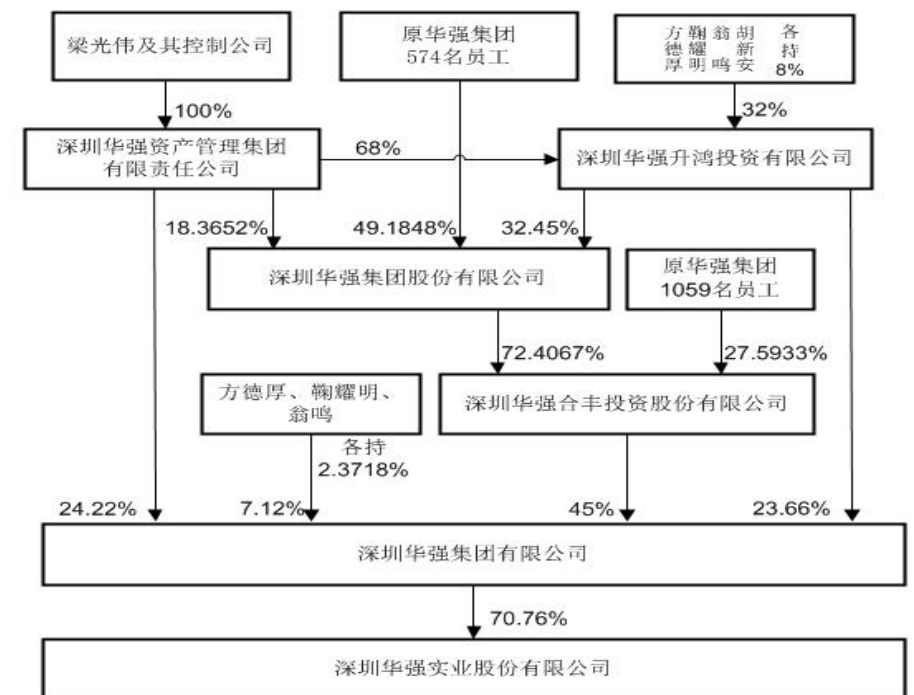 梁光伟及其控制公司
原华强集团
574名员工
方 鞠 翁 胡 各
德 耀 新 持
厚 明 鸣 安 8%
100%
32%
深圳华强资产管理集团
有限责任公司
68%
深圳华强升鸿投资有限公司
18.3652%
49.1848%
32.45%
深圳华强集团股份有限公司
原华强集团
1059名员工
72.4067%
27.5933%
方德厚、鞠耀明、
翁鸣
深圳华强合丰投资股份有限公司
各持
2.3718%
24.22%
7.12%
45%
23.66%
深圳华强集团有限公司
70.76%
深圳华强实业股份有限公司